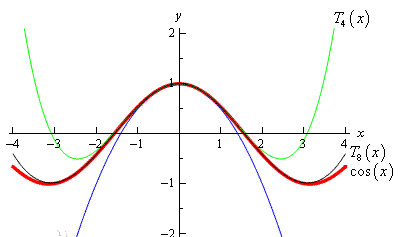 y
T₄(x)
2
1
x
−4 −3 −2 −1 1 2 3 4
T₈(x)
cos(x)
−1
−2